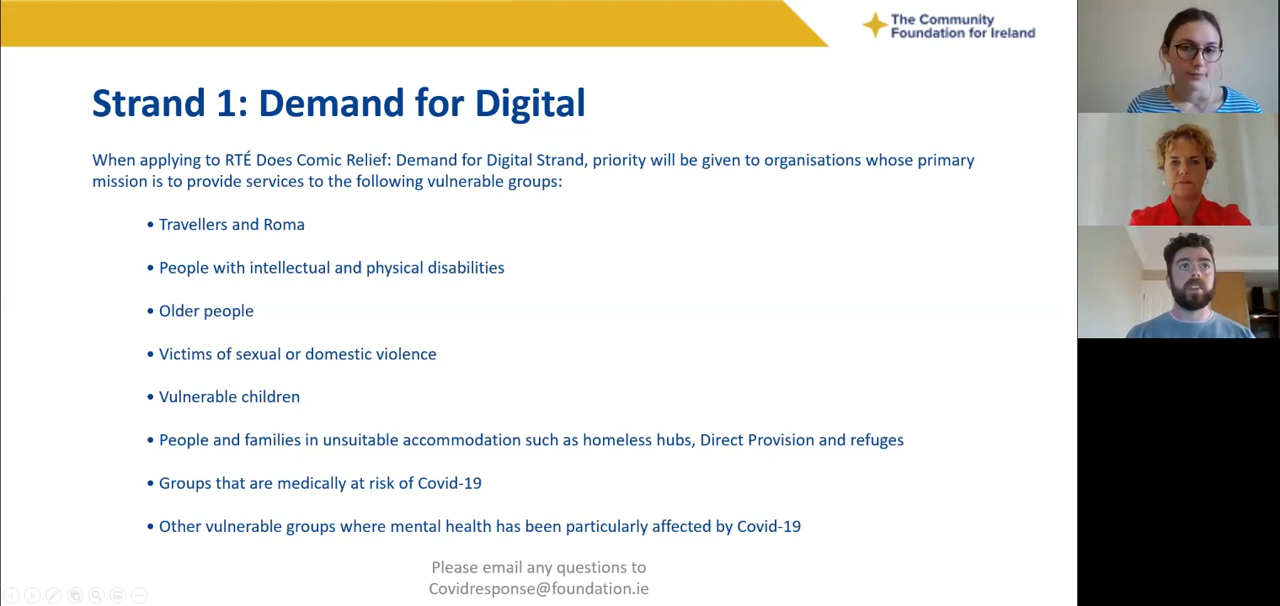 The Community
Foundation for Ireland
Strand 1: Demand for Digital
When applying to RTÉ Does Comic Relief: Demand for Digital Strand, priority will be given to organisations whose primary
mission is to provide services to the following vulnerable groups:
• Travellers and Roma
• People with intellectual and physical disabilities
• Older people
• Victims of sexual or domestic violence
• Vulnerable children
• People and families in unsuitable accommodation such as homeless hubs, Direct Provision and refuges
• Groups that are medically at risk of Covid-19
• Other vulnerable groups where mental health has been particularly affected by Covid-19
Please email any questions to
Covidresponse@foundation.ie